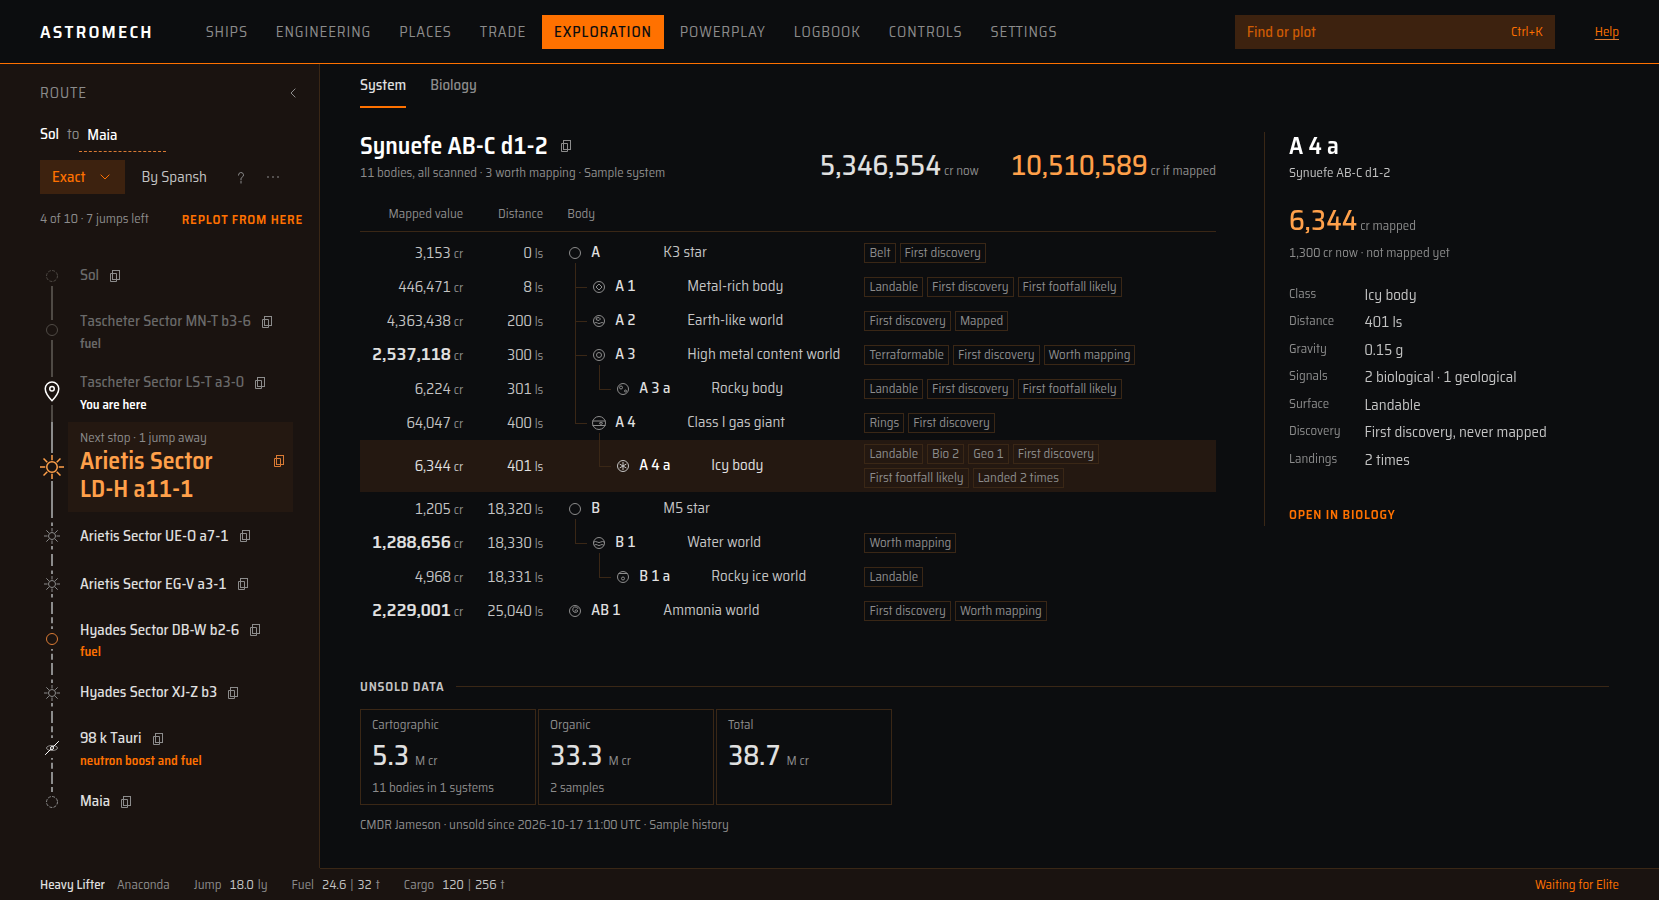 ASTROMECH SHIPS ENGINEERING PLACES TRADE EXPLORATION POWERPLAY LOGBOOK CONTROLS SETTINGS Find or plot Ctrl+K Help
ROUTE
Sol to Maia
Exact By Spansh ? ...
4 of 10 · 7 jumps left REPLOT FROM HERE
Sol
Tascheter Sector MN-T b3-6
fuel
Tascheter Sector LS-T a3-0
You are here
Next stop · 1 jump away
Arietis Sector
LD-H a11-1
Arietis Sector UE-O a7-1
Arietis Sector EG-V a3-1
Hyades Sector DB-W b2-6
fuel
Hyades Sector XJ-Z b3
98 k Tauri
neutron boost and fuel
Maia
System Biology
Synuefe AB-C d1-2
11 bodies, all scanned · 3 worth mapping · Sample system
5,346,554 cr now 10,510,589 cr if mapped
Mapped value Distance Body
3,153 cr 0 ls A K3 star Belt First discovery
446,471 cr 8 ls A 1 Metal-rich body Landable First discovery First footfall likely
4,363,438 cr 200 ls A 2 Earth-like world First discovery Mapped
2,537,118 cr 300 ls A 3 High metal content world Terraformable First discovery Worth mapping
6,224 cr 301 ls A 3 a Rocky body Landable First discovery First footfall likely
64,047 cr 400 ls A 4 Class I gas giant Rings First discovery
6,344 cr 401 ls A 4 a Icy body Landable Bio 2 Geo 1 First discovery
First footfall likely Landed 2 times
1,205 cr 18,320 ls B M5 star
1,288,656 cr 18,330 ls B 1 Water world Worth mapping
4,968 cr 18,331 ls B 1 a Rocky ice world Landable
2,229,001 cr 25,040 ls AB 1 Ammonia world First discovery Worth mapping
A 4 a
Synuefe AB-C d1-2
6,344 cr mapped
1,300 cr now · not mapped yet
Class Icy body
Distance 401 ls
Gravity 0.15 g
Signals 2 biological · 1 geological
Surface Landable
Discovery First discovery, never mapped
Landings 2 times
OPEN IN BIOLOGY
UNSOLD DATA
Cartographic Organic Total
5.3 M cr 33.3 M cr 38.7 M cr
11 bodies in 1 systems 2 samples
CMDR Jameson · unsold since 2026-10-17 11:00 UTC · Sample history
Heavy Lifter Anaconda Jump 18.0 ly Fuel 24.6 | 32 t Cargo 120 | 256 t Waiting for Elite